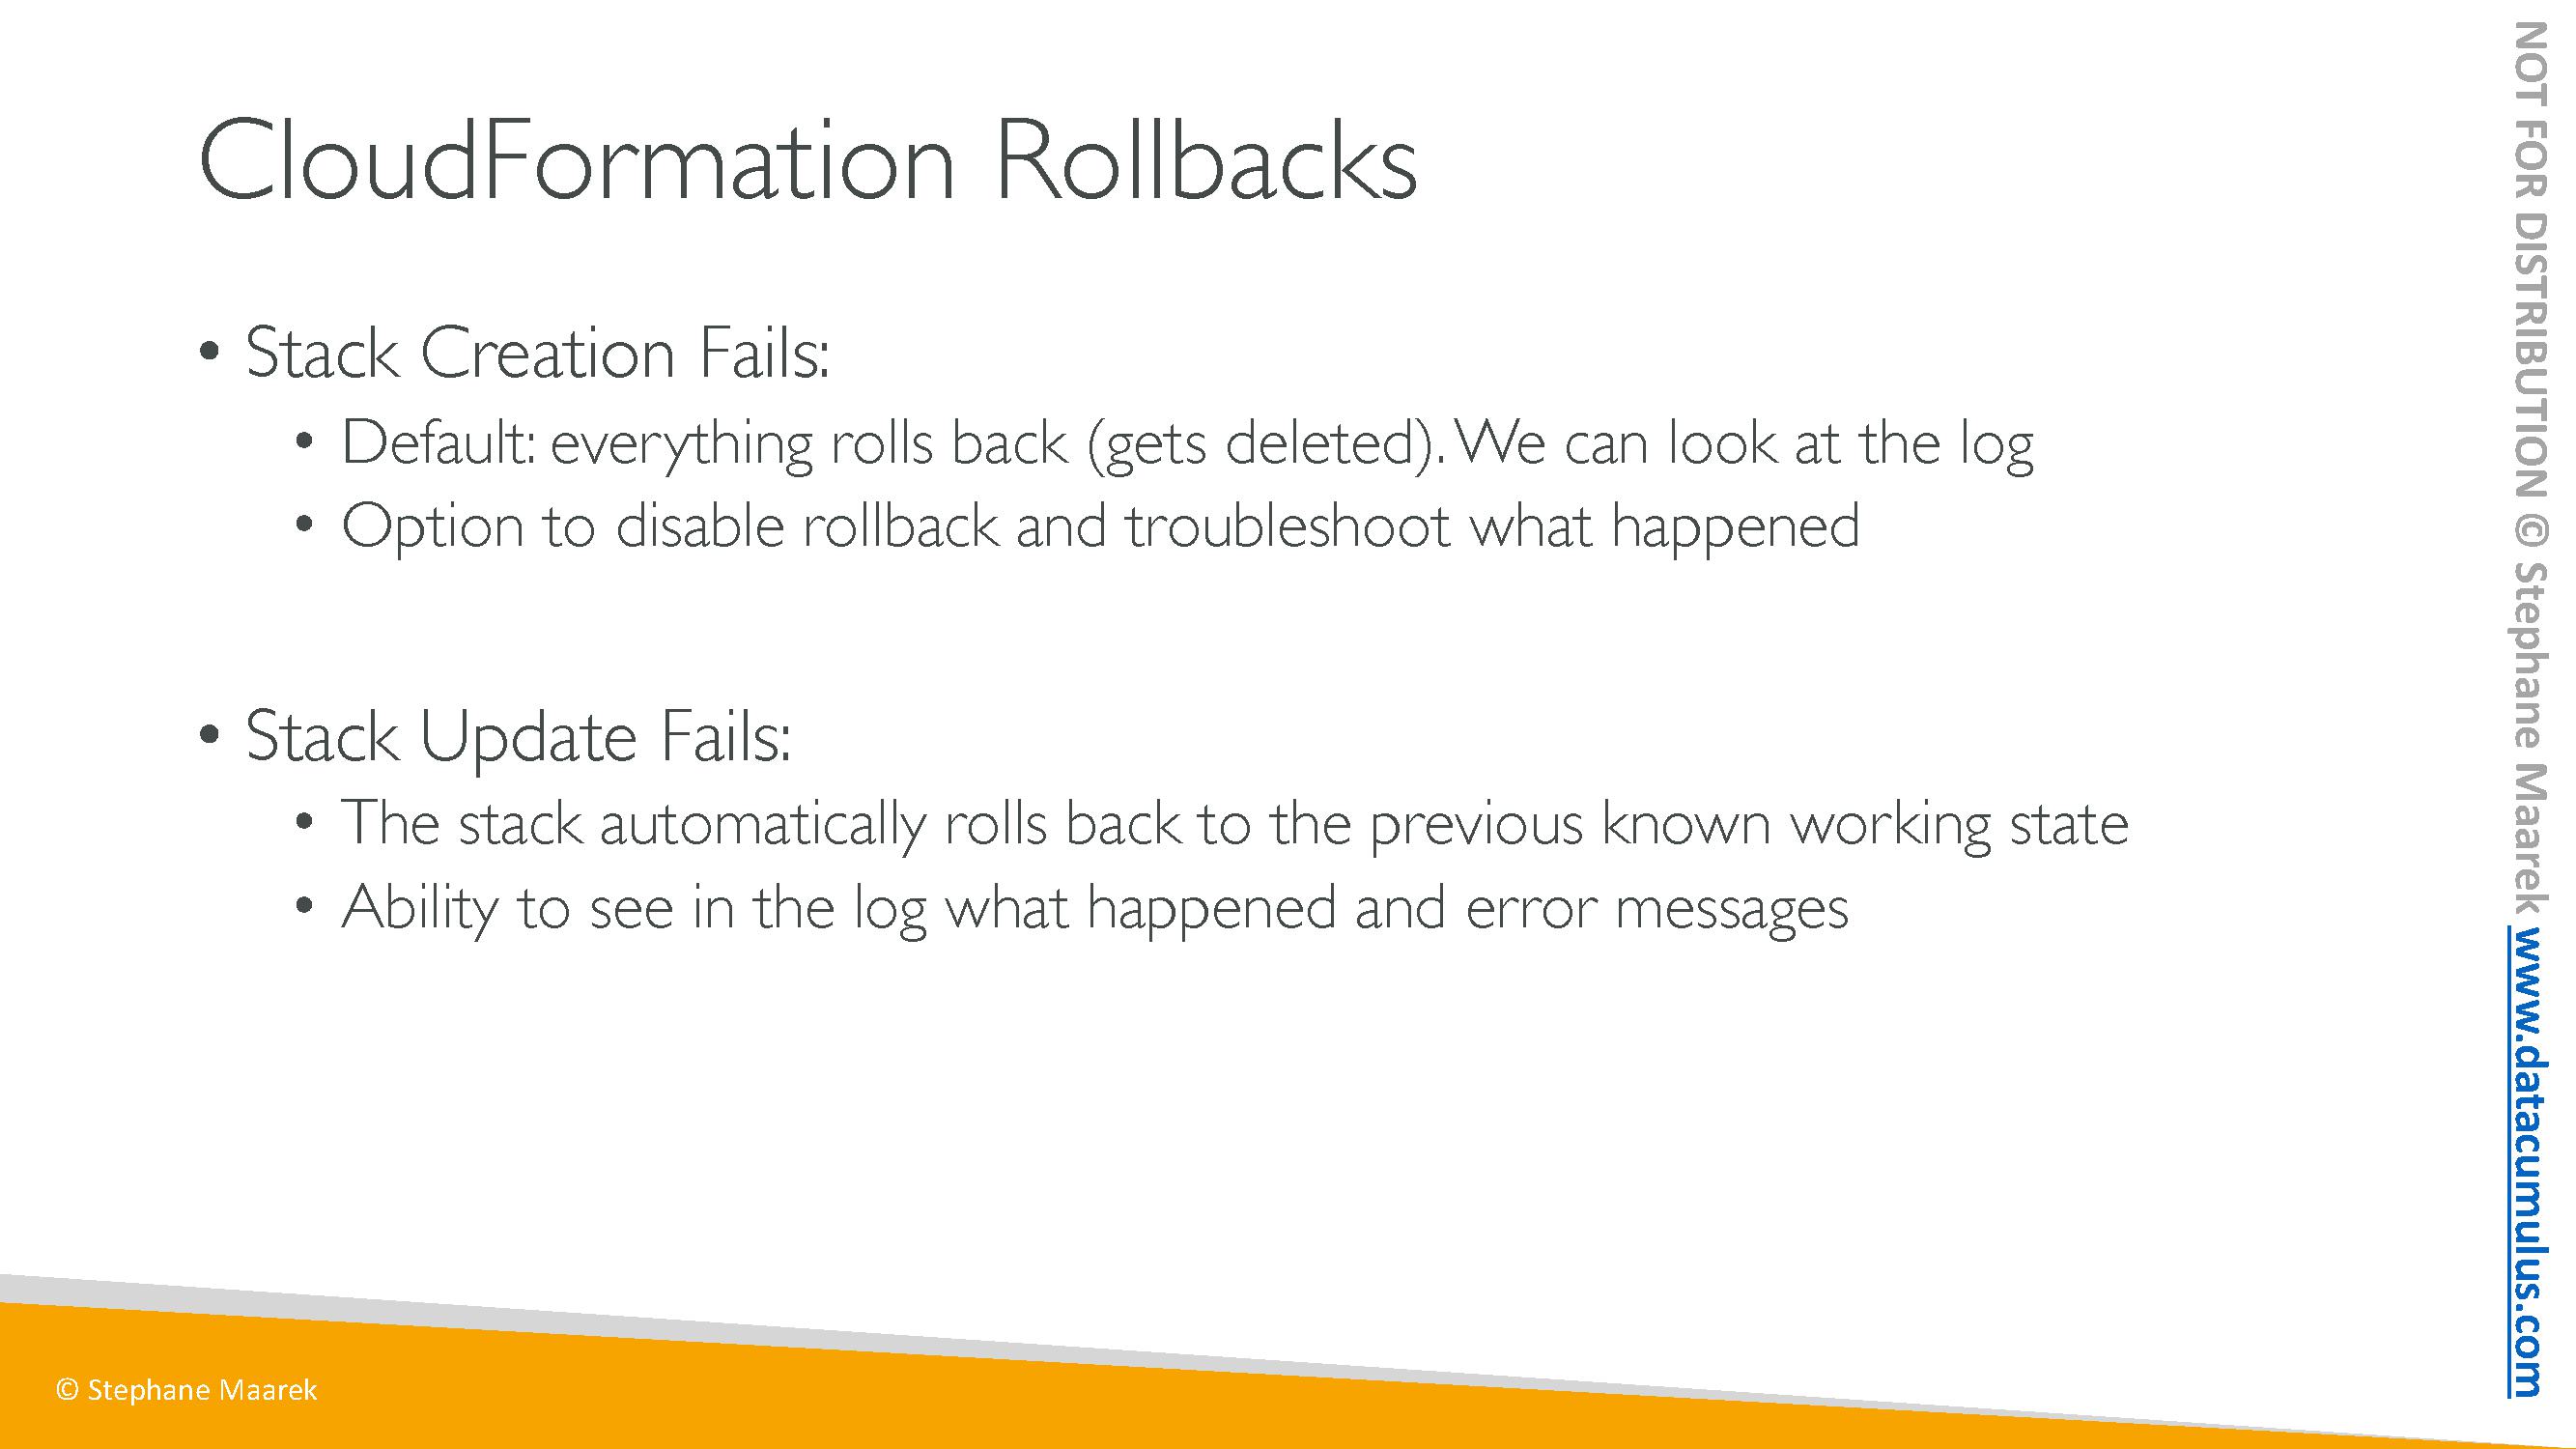 CloudFormation Rollbacks
• Stack Creation Fails:
• Default: everything rolls back (gets deleted). We can look at the log
• Option to disable rollback and troubleshoot what happened
• Stack Update Fails:
• The stack automatically rolls back to the previous known working state
• Ability to see in the log what happened and error messages
© Stephane Maarek
NOT FOR DISTRIBUTION © Stephane Maarek www.datacumulus.com